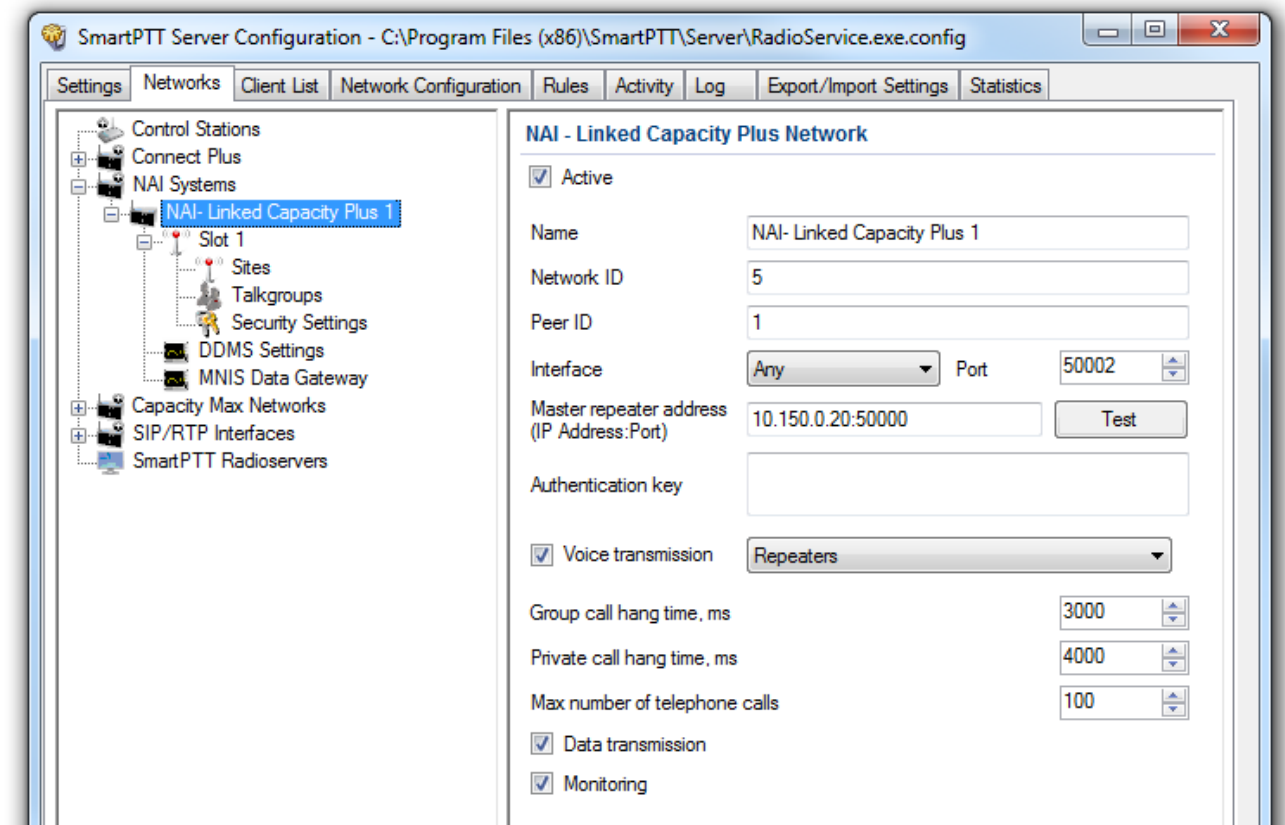 SmartPTT Server Configuration - C:\Program Files (x86)\SmartPTT\Server\RadioService.exe.config
Settings Networks Client List Network Configuration Rules Activity Log Export/Import Settings Statistics
Control Stations
Connect Plus
NAI Systems
NAI- Linked Capacity Plus 1
Slot 1
Sites
Talkgroups
Security Settings
DDMS Settings
MNIS Data Gateway
Capacity Max Networks
SIP/RTP Interfaces
SmartPTT Radioservers
NAI - Linked Capacity Plus Network
Active
Name NAI- Linked Capacity Plus 1
Network ID 5
Peer ID 1
Interface Any Port 50002
Master repeater address
(IP Address:Port) 10.150.0.20:50000 Test
Authentication key
Voice transmission Repeaters
Group call hang time, ms 3000
Private call hang time, ms 4000
Max number of telephone calls 100
Data transmission
Monitoring